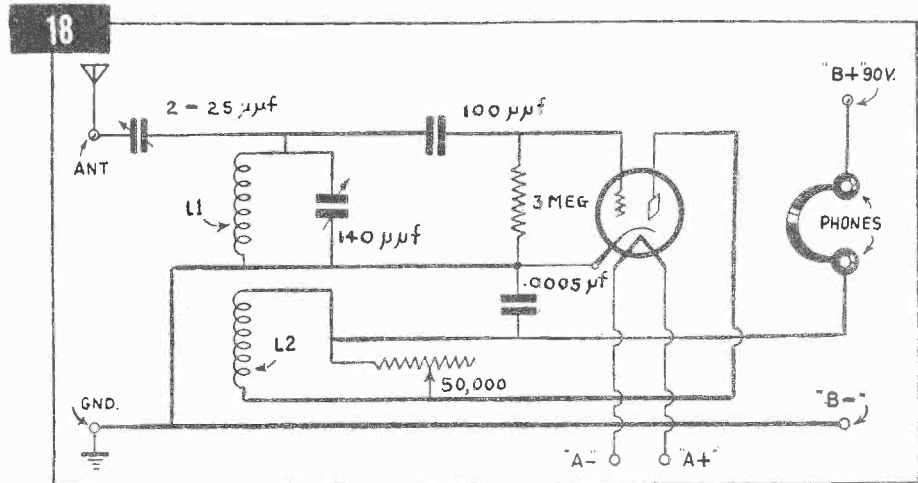 18
"B+" 90V.
2 - 25 µµf
100 µµf
ANT
L1
3 MEG
PHONES
140 µµf
.0005 µf
L2
50,000
GND.
"B-"
"A-"
"A+"